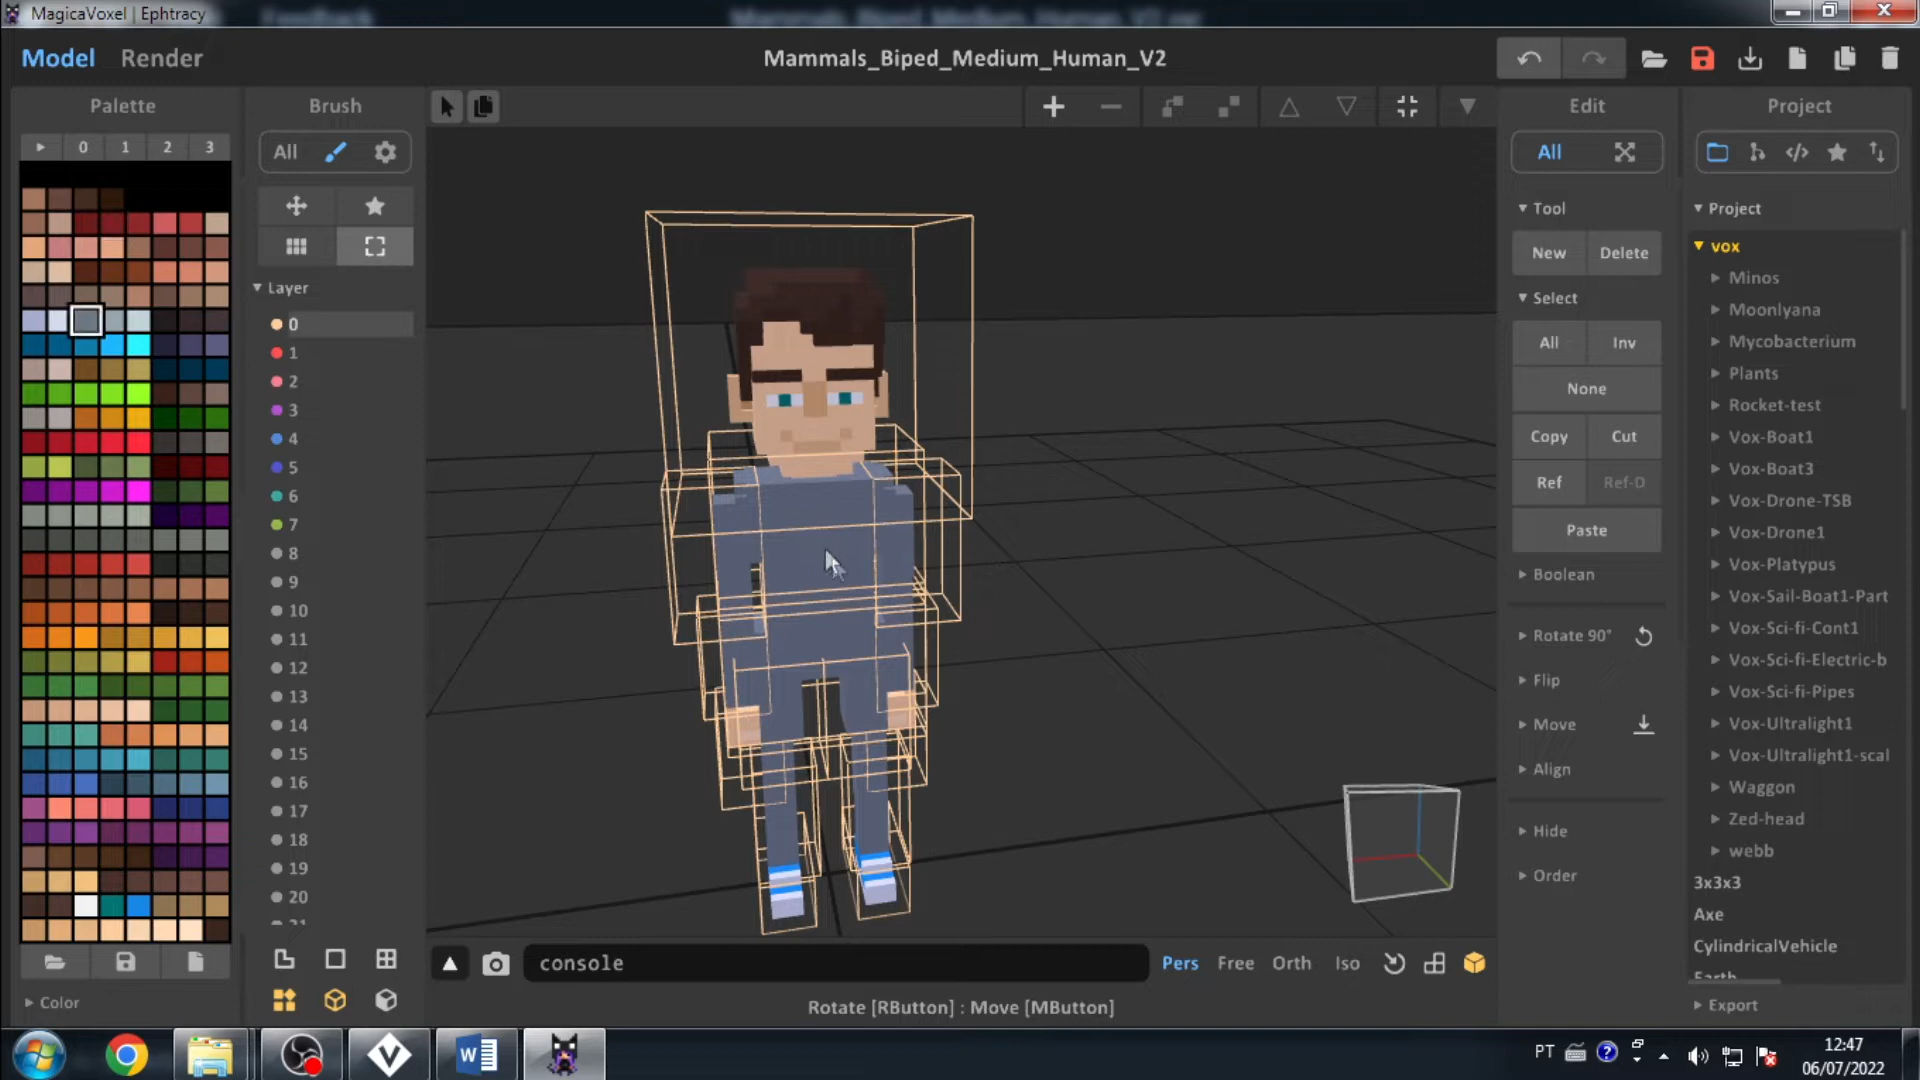 MagicaVoxel | Ephtracy
Feedback
Mammals_Biped_Medium_Human_V2
Model
Render
Mammals_Biped_Medium_Human_V2
Palette
0 1 2 3
Color
Brush
All
Layer
0
1
2
3
4
5
6
7
8
9
10
11
12
13
14
15
16
17
18
19
20
21
console
Pers Free Orth Iso
Rotate [RButton] : Move [MButton]
Edit
All
Tool
New Delete
Select
All Inv
None
Copy Cut
Ref Ref-D
Paste
Boolean
Rotate 90°
Flip
Move
Align
Hide
Order
Project
Project
vox
Minos
Moonlyana
Mycobacterium
Plants
Rocket-test
Vox-Boat1
Vox-Boat3
Vox-Drone-TSB
Vox-Drone1
Vox-Platypus
Vox-Sail-Boat1-Part
Vox-Sci-fi-Cont1
Vox-Sci-fi-Electric-b
Vox-Sci-fi-Pipes
Vox-Ultralight1
Vox-Ultralight1-scal
Waggon
Zed-head
webb
3x3x3
Axe
CylindricalVehicle
Earth
Export
PT
12:47
06/07/2022